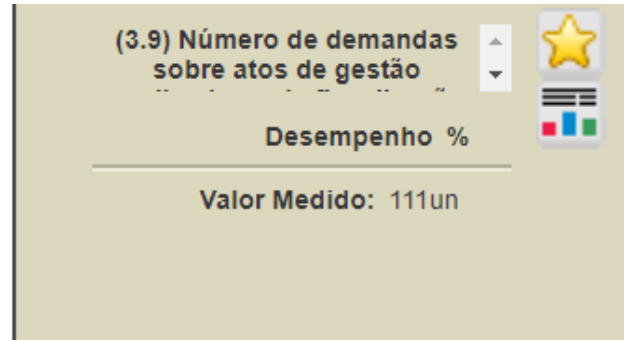 (3.9) Número de demandas
sobre atos de gestão
Desempenho %
Valor Medido: 111un